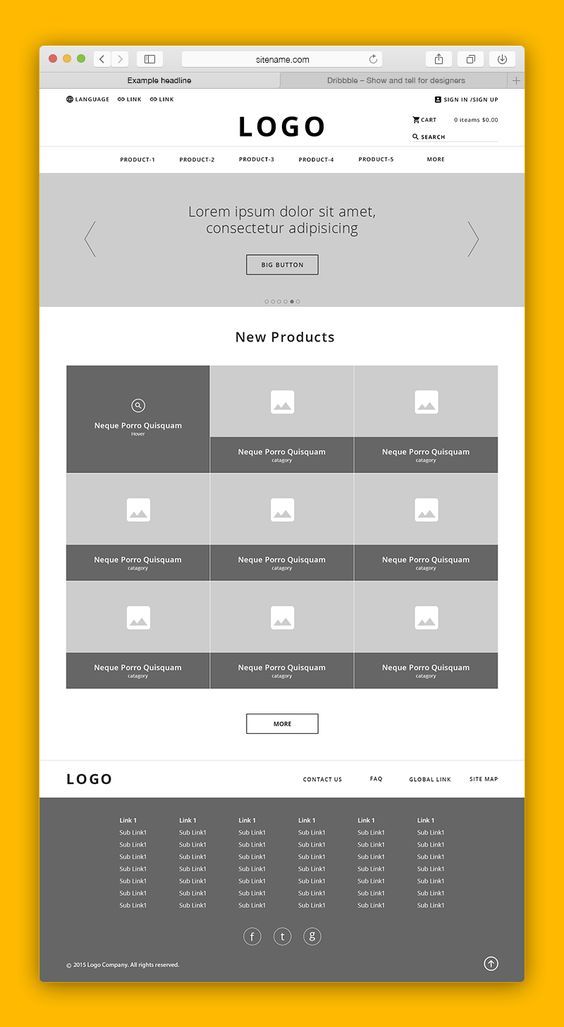 sitename.com
Example headline
Dribbble – Show and tell for designers
LANGUAGE LINK LINK
SIGN IN /SIGN UP
LOGO
CART 0 iteams $0.00
SEARCH
PRODUCT-1 PRODUCT-2 PRODUCT-3 PRODUCT-4 PRODUCT-5 MORE
Lorem ipsum dolor sit amet,
consectetur adipisicing
BIG BUTTON
New Products
Neque Porro Quisquam
Hover
Neque Porro Quisquam
catagory
Neque Porro Quisquam
catagory
Neque Porro Quisquam
catagory
Neque Porro Quisquam
catagory
Neque Porro Quisquam
catagory
Neque Porro Quisquam
catagory
Neque Porro Quisquam
catagory
Neque Porro Quisquam
catagory
MORE
LOGO
CONTACT US FAQ GLOBAL LINK SITE MAP
Link 1 Link 1 Link 1 Link 1 Link 1 Link 1
Sub Link1 Sub Link1 Sub Link1 Sub Link1 Sub Link1 Sub Link1
Sub Link1 Sub Link1 Sub Link1 Sub Link1 Sub Link1 Sub Link1
Sub Link1 Sub Link1 Sub Link1 Sub Link1 Sub Link1 Sub Link1
Sub Link1 Sub Link1 Sub Link1 Sub Link1 Sub Link1 Sub Link1
Sub Link1 Sub Link1 Sub Link1 Sub Link1 Sub Link1 Sub Link1
Sub Link1 Sub Link1 Sub Link1 Sub Link1 Sub Link1 Sub Link1
Sub Link1 Sub Link1 Sub Link1 Sub Link1 Sub Link1 Sub Link1
f t g
© 2015 Logo Company. All rights reserved.